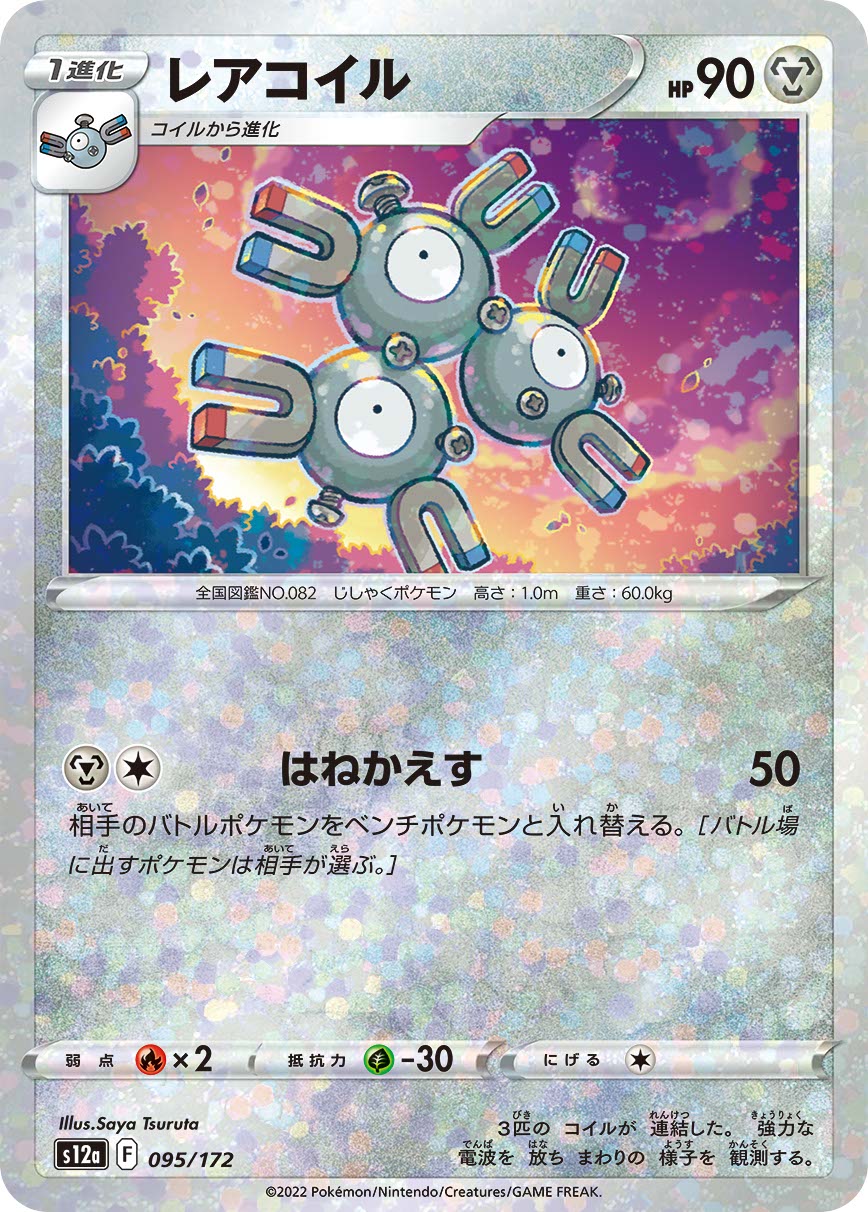 1進化
レアコイル
HP90
コイルから進化
全国図鑑NO.082 じしゃくポケモン 高さ:1.0m 重さ:60.0kg
はねかえす 50
相手のバトルポケモンをベンチポケモンと入れ替える。[バトル場
に出すポケモンは相手が選ぶ。]
弱点 ×2 抵抗力 -30 にげる
Illus.Saya Tsuruta
3匹の コイルが 連結した。 強力な
電波を 放ち まわりの 様子を 観測する。
s12a F 095/172
©2022 Pokémon/Nintendo/Creatures/GAME FREAK.